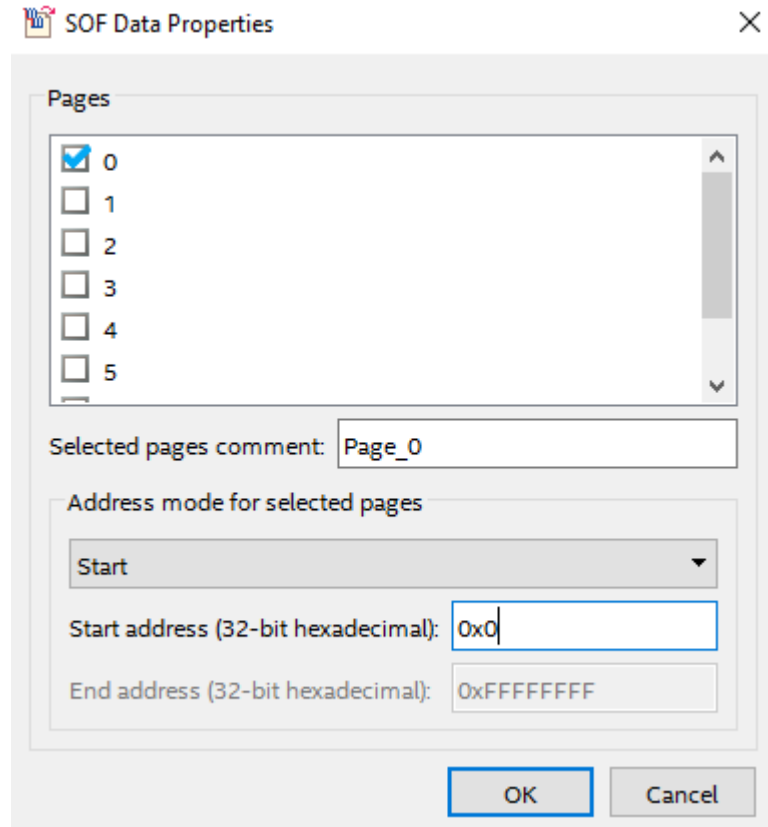 SOF Data Properties
Pages
0
1
2
3
4
5
Selected pages comment: Page_0
Address mode for selected pages
Start
Start address (32-bit hexadecimal): 0x0
End address (32-bit hexadecimal): 0xFFFFFFFF
OK Cancel